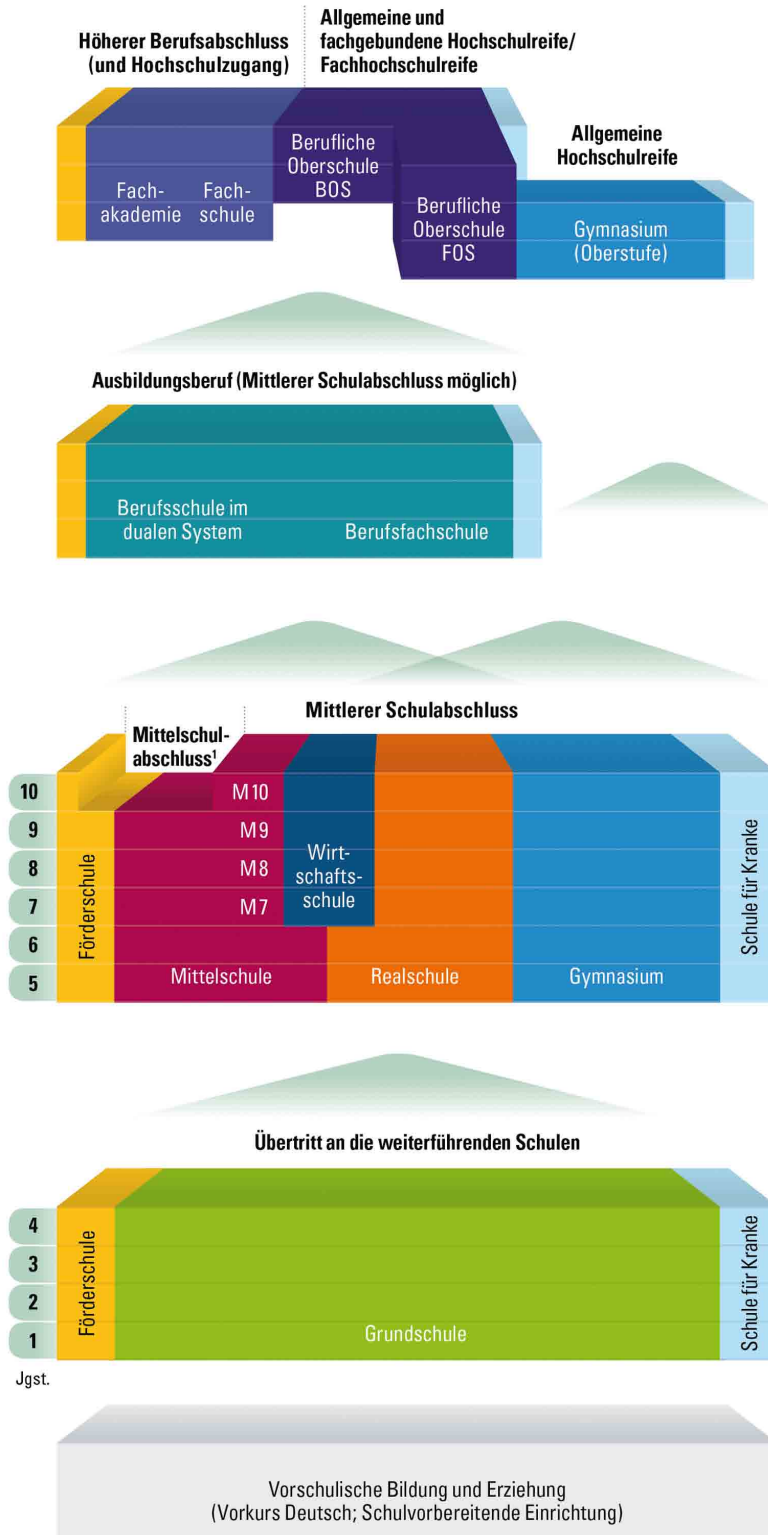 Höherer Berufsabschluss
(und Hochschulzugang)
Allgemeine und
fachgebundene Hochschulreife/
Fachhochschulreife
Allgemeine
Hochschulreife
Fach-
akademie
Fach-
schule
Berufliche
Oberschule
BOS
Berufliche
Oberschule
FOS
Gymnasium
(Oberstufe)
Ausbildungsberuf (Mittlerer Schulabschluss möglich)
Berufsschule im
dualen System
Berufsfachschule
Mittlerer Schulabschluss
Mittelschul-
abschluss¹
10
9
8
7
6
5
Förderschule
M10
M9
M8
M7
Mittelschule
Wirt-
schafts-
schule
Realschule
Gymnasium
Schule für Kranke
Übertritt an die weiterführenden Schulen
4
3
2
1
Jgst.
Förderschule
Grundschule
Schule für Kranke
Vorschulische Bildung und Erziehung
(Vorkurs Deutsch; Schulvorbereitende Einrichtung)